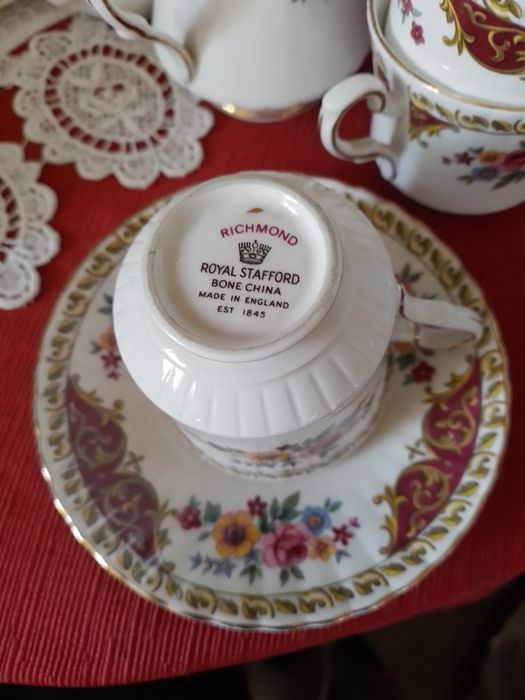 RICHMOND
ROYAL STAFFORD
BONE CHINA
MADE IN ENGLAND
EST 1845